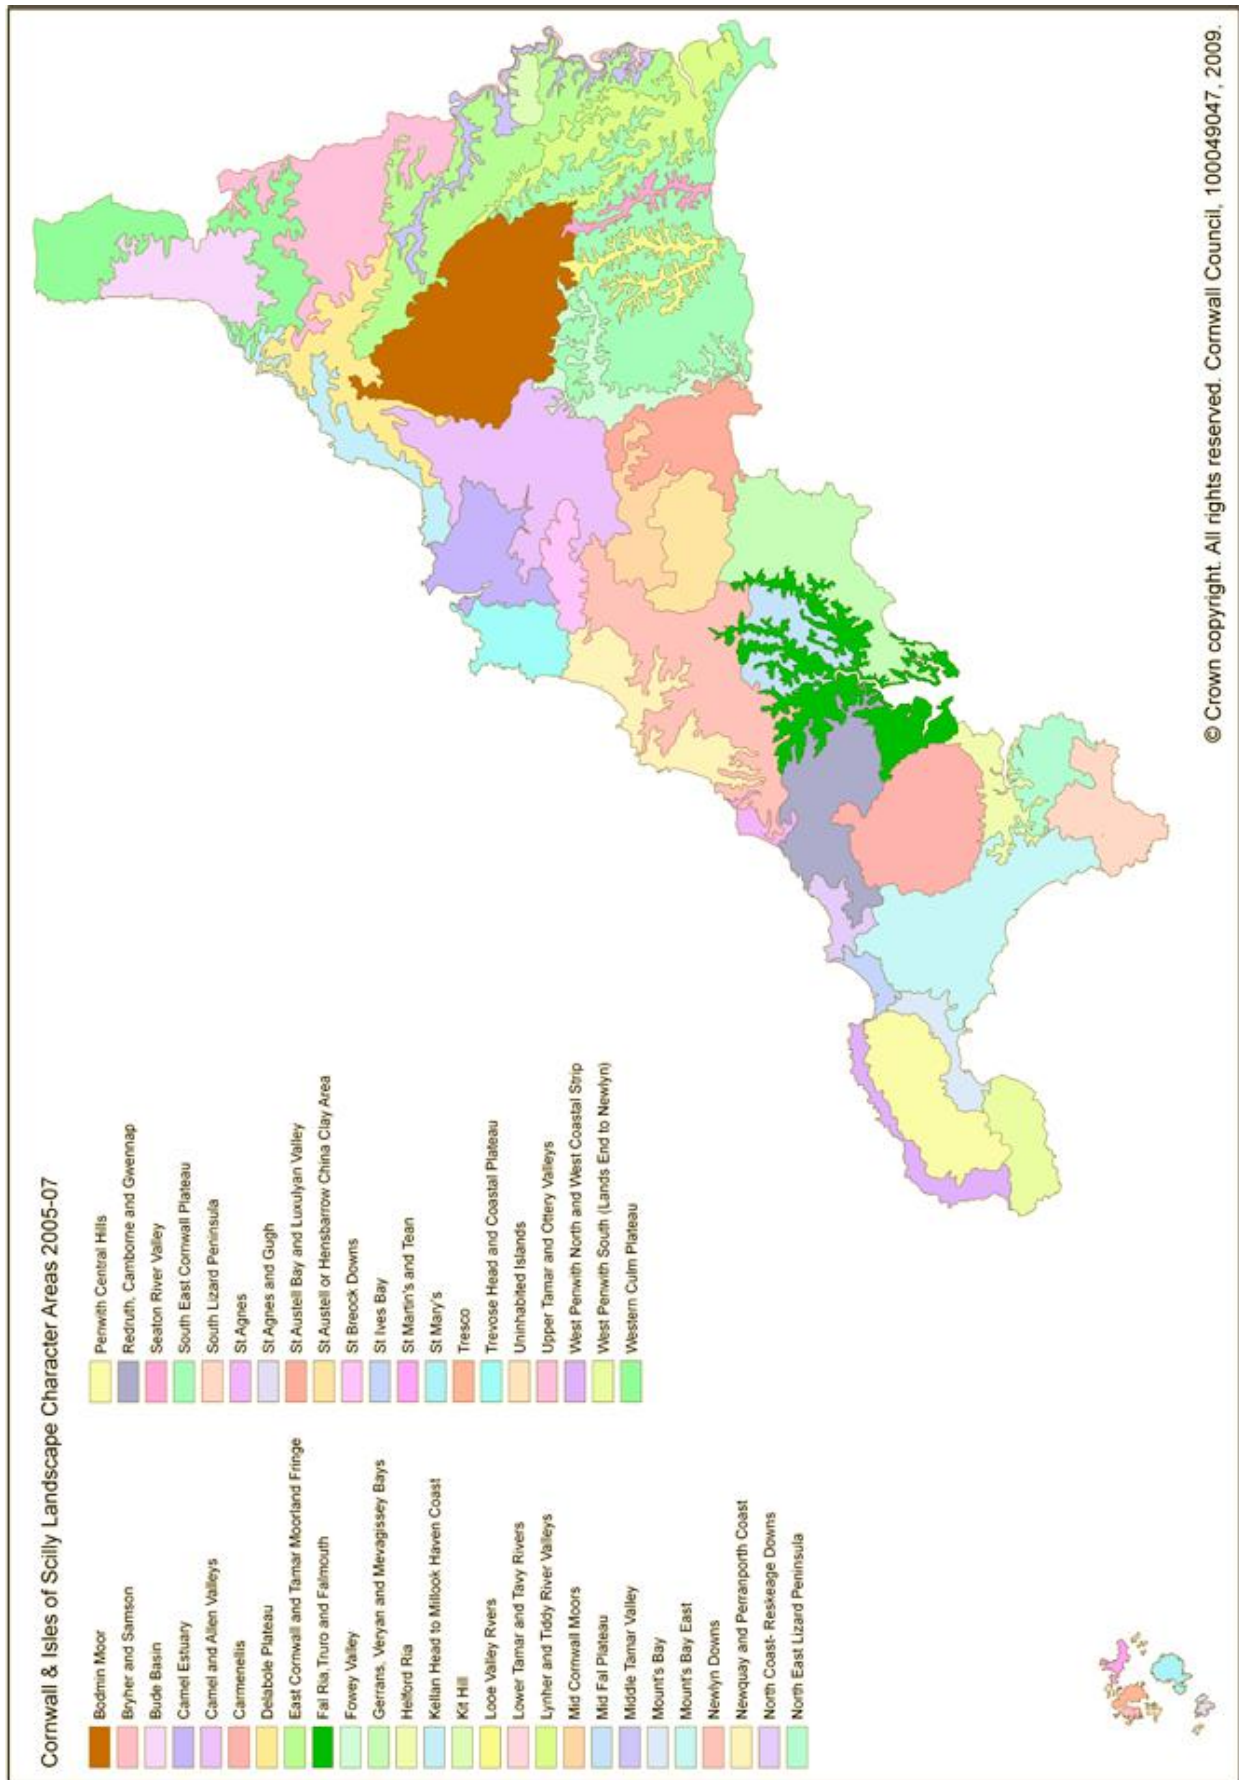 Cornwall & Isles of Scilly Landscape Character Areas 2005-07
Bodmin Moor
Bryher and Samson
Bude Basin
Camel Estuary
Camel and Allen Valleys
Carmenellis
Delabole Plateau
East Cornwall and Tamar Moorland Fringe
Fal Ria, Truro and Falmouth
Fowey Valley
Gerrans, Veryan and Mevagissey Bays
Helford Ria
Kellan Head to Millook Haven Coast
Kit Hill
Looe Valley Rvers
Lower Tamar and Tavy Rivers
Lynher and Tiddy River Valleys
Mid Cornwall Moors
Mid Fal Plateau
Middle Tamar Valley
Mount's Bay
Mount's Bay East
Newlyn Downs
Newquay and Perranporth Coast
North Coast- Reskeage Downs
North East Lizard Peninsula
Penwith Central Hills
Redruth, Camborne and Gwennap
Seaton River Valley
South East Cornwall Plateau
South Lizard Peninsula
St Agnes
St Agnes and Gugh
St Austell Bay and Luxulyan Valley
St Austell or Hensbarrow China Clay Area
St Breock Downs
St Ives Bay
St Martin's and Tean
St Mary's
Tresco
Trevose Head and Coastal Plateau
Uninhabited Islands
Upper Tamar and Ottery Valleys
West Penwith North and West Coastal Strip
West Penwith South (Lands End to Newlyn)
Western Culm Plateau
© Crown copyright. All rights reserved. Cornwall Council, 100049047, 2009.